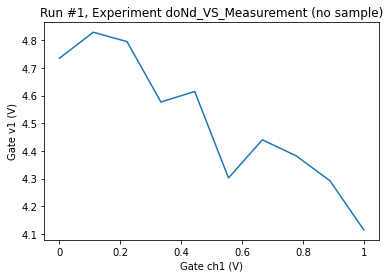 Run #1, Experiment doNd_VS_Measurement (no sample)
4.8
4.7
4.6
4.5
4.4
4.3
4.2
4.1
Gate v1 (V)
0 0.2 0.4 0.6 0.8 1
Gate ch1 (V)